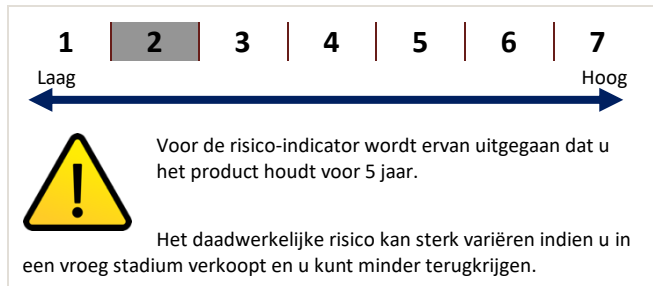 1 2 3 4 5 6 7
Laag Hoog
Voor de risico-indicator wordt ervan uitgegaan dat u
het product houdt voor 5 jaar.
Het daadwerkelijke risico kan sterk variëren indien u in
een vroeg stadium verkoopt en u kunt minder terugkrijgen.